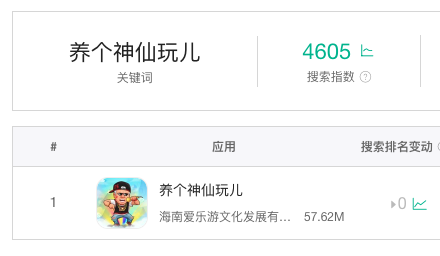 养个神仙玩儿
4605
关键词
搜索指数 ?
#
应用
搜索排名变动
1
养个神仙玩儿
海南爱乐游文化发展有... 57.62M
0